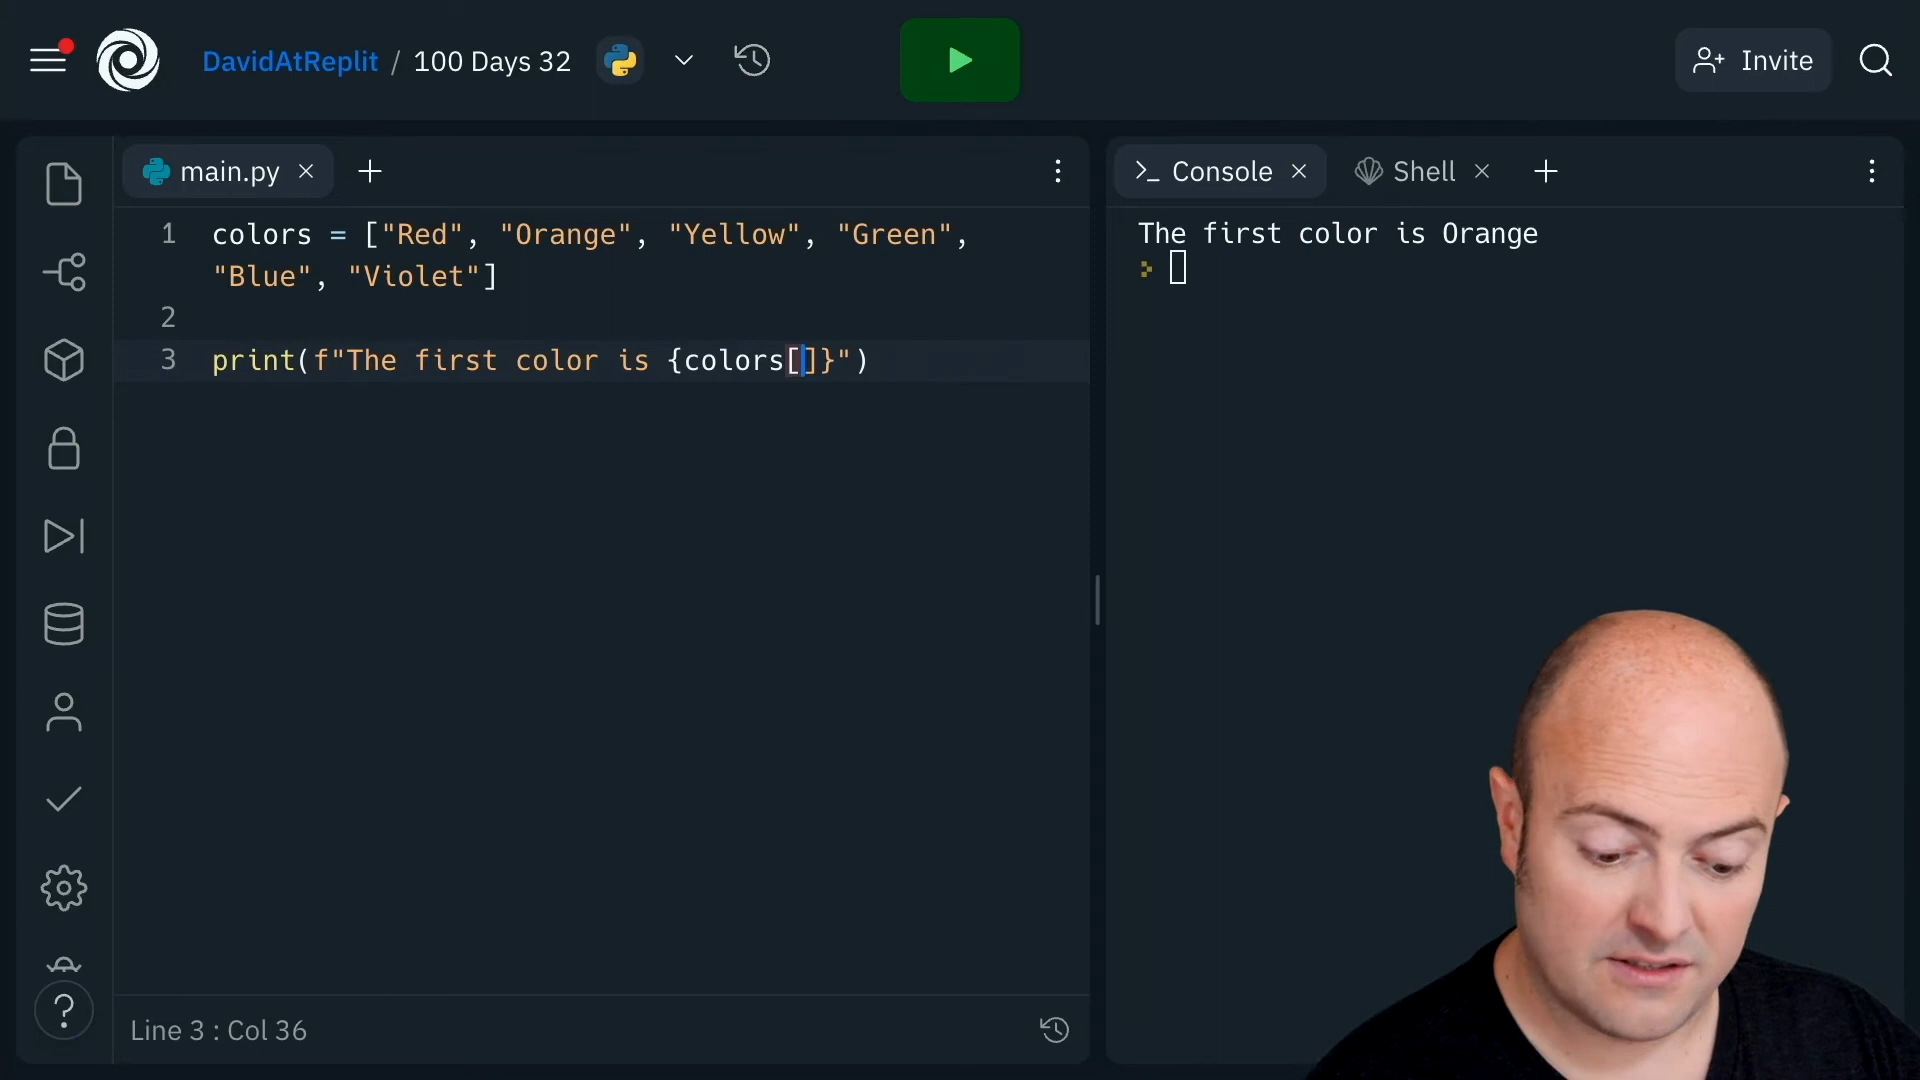 DavidAtReplit / 100 Days 32
Invite
main.py
Console
Shell
1 colors = ["Red", "Orange", "Yellow", "Green",
"Blue", "Violet"]
2
3 print(f"The first color is {colors[]}")
The first color is Orange
Line 3 : Col 36